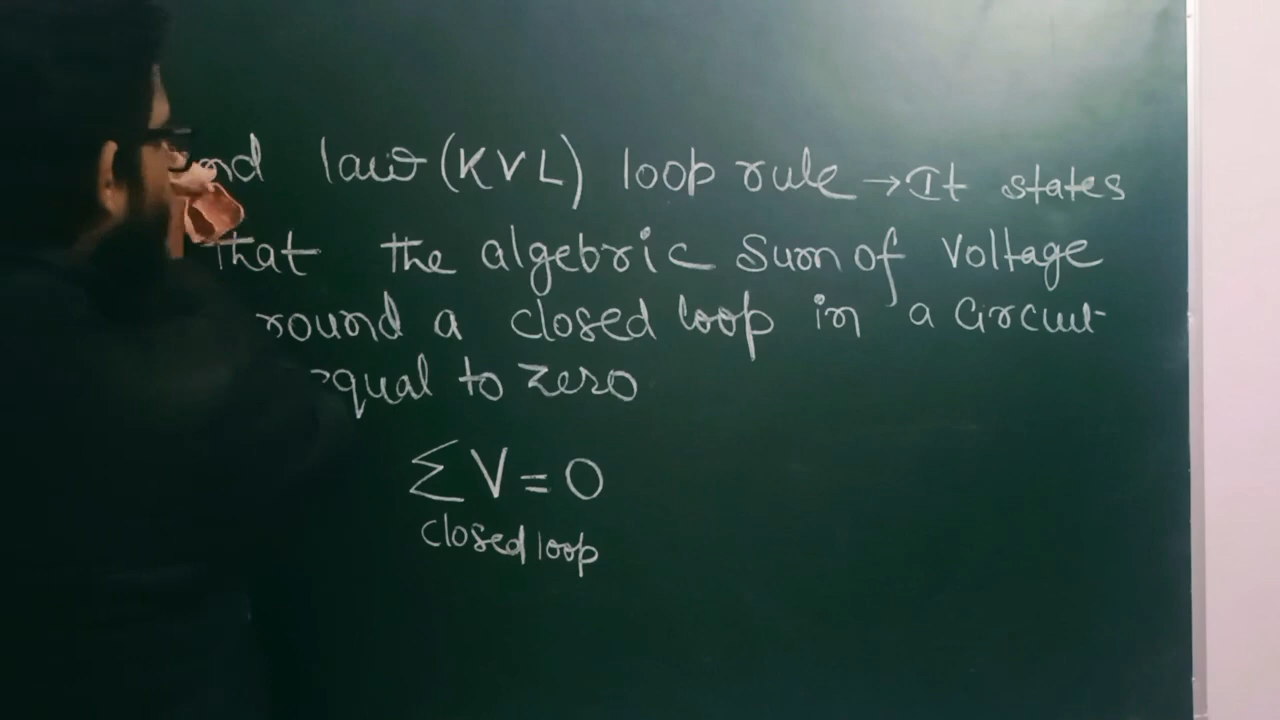 nd law (KVL) loop rule → It states
that the algebric sum of Voltage
round a closed loop in a Circuit
equal to zero
∑ V = 0
closed loop